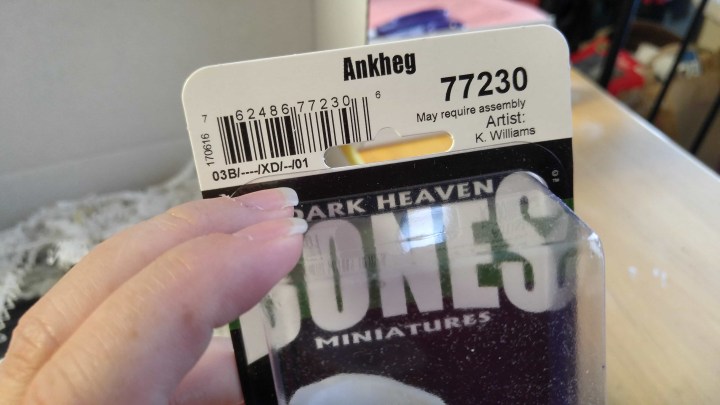 Ankheg
77230
May require assembly
Artist:
K. Williams
7 62486 77230 6
170616
03B/----/XD/--/01
DARK HEAVEN
BONES
MINIATURES